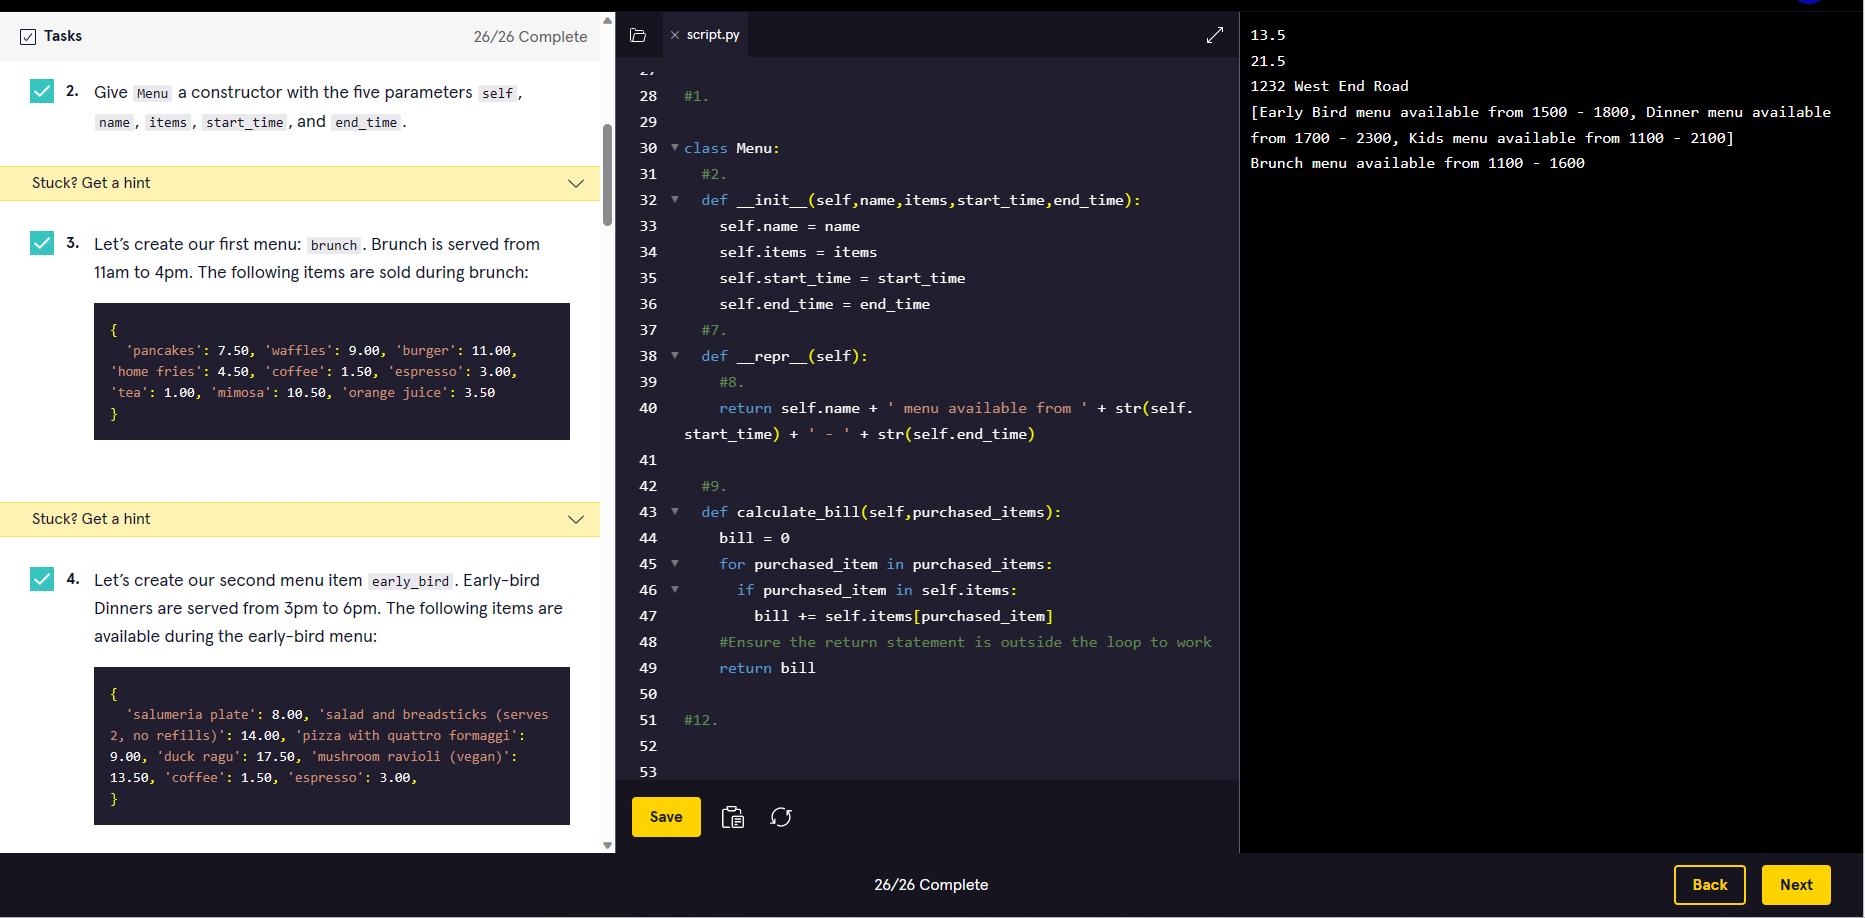 Tasks
26/26 Complete
2. Give Menu a constructor with the five parameters self,
name, items, start_time, and end_time.
Stuck? Get a hint
3. Let’s create our first menu: brunch. Brunch is served from
11am to 4pm. The following items are sold during brunch:
{
'pancakes': 7.50, 'waffles': 9.00, 'burger': 11.00,
'home fries': 4.50, 'coffee': 1.50, 'espresso': 3.00,
'tea': 1.00, 'mimosa': 10.50, 'orange juice': 3.50
}
Stuck? Get a hint
4. Let’s create our second menu item early_bird. Early-bird
Dinners are served from 3pm to 6pm. The following items are
available during the early-bird menu:
{
'salumeria plate': 8.00, 'salad and breadsticks (serves
2, no refills)': 14.00, 'pizza with quattro formaggi':
9.00, 'duck ragu': 17.50, 'mushroom ravioli (vegan)':
13.50, 'coffee': 1.50, 'espresso': 3.00,
}
script.py
28 #1.
29
30 class Menu:
31 #2.
32 def __init__(self,name,items,start_time,end_time):
33 self.name = name
34 self.items = items
35 self.start_time = start_time
36 self.end_time = end_time
37 #7.
38 def __repr__(self):
39 #8.
40 return self.name + ' menu available from ' + str(self.
start_time) + ' - ' + str(self.end_time)
41
42 #9.
43 def calculate_bill(self,purchased_items):
44 bill = 0
45 for purchased_item in purchased_items:
46 if purchased_item in self.items:
47 bill += self.items[purchased_item]
48 #Ensure the return statement is outside the loop to work
49 return bill
50
51 #12.
52
53
Save
13.5
21.5
1232 West End Road
[Early Bird menu available from 1500 - 1800, Dinner menu available
from 1700 - 2300, Kids menu available from 1100 - 2100]
Brunch menu available from 1100 - 1600
26/26 Complete
Back
Next